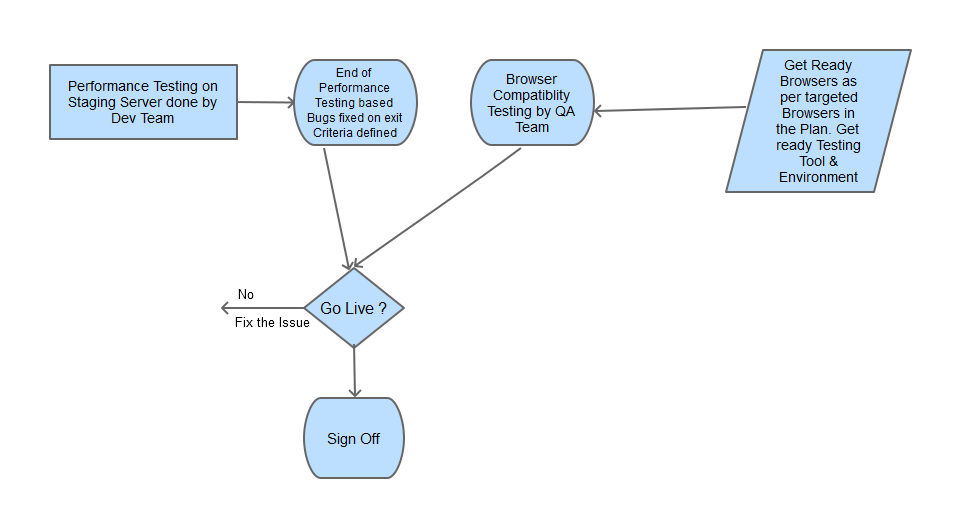 Performance Testing on
Staging Server done by
Dev Team
End of
Performance
Testing based
Bugs fixed on exit
Criteria defined
Browser
Compatiblity
Testing by QA
Team
Get Ready
Browsers as
per targeted
Browsers in
the Plan. Get
ready Testing
Tool &
Environment
Go Live ?
No
Fix the Issue
Sign Off